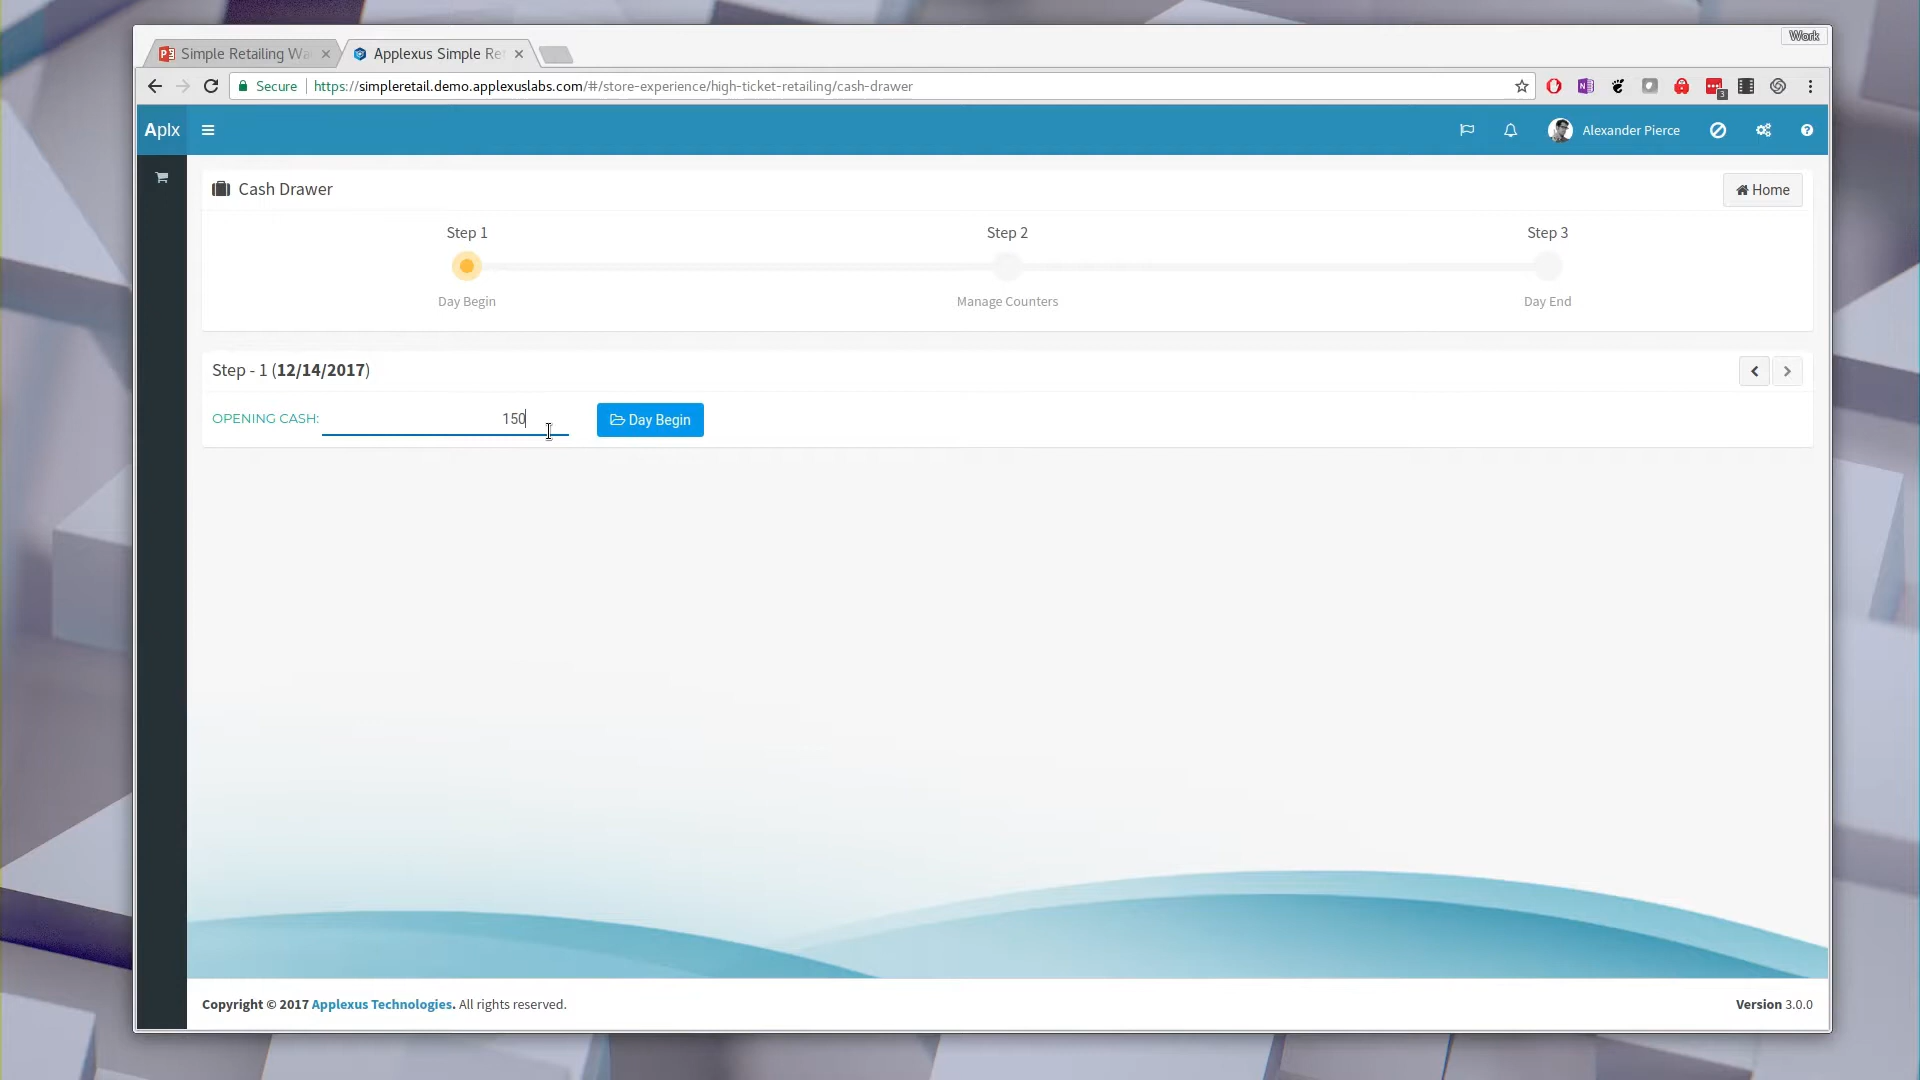 Work
Simple Retailing Wa
Applexus Simple Re
Secure
https://simpleretail.demo.applexuslabs.com/#/store-experience/high-ticket-retailing/cash-drawer
3
Aplx
Alexander Pierce
Cash Drawer
Home
Step 1
Step 2
Step 3
Day Begin
Manage Counters
Day End
Step - 1 (12/14/2017)
OPENING CASH:
150
Day Begin
Copyright © 2017 Applexus Technologies. All rights reserved.
Version 3.0.0